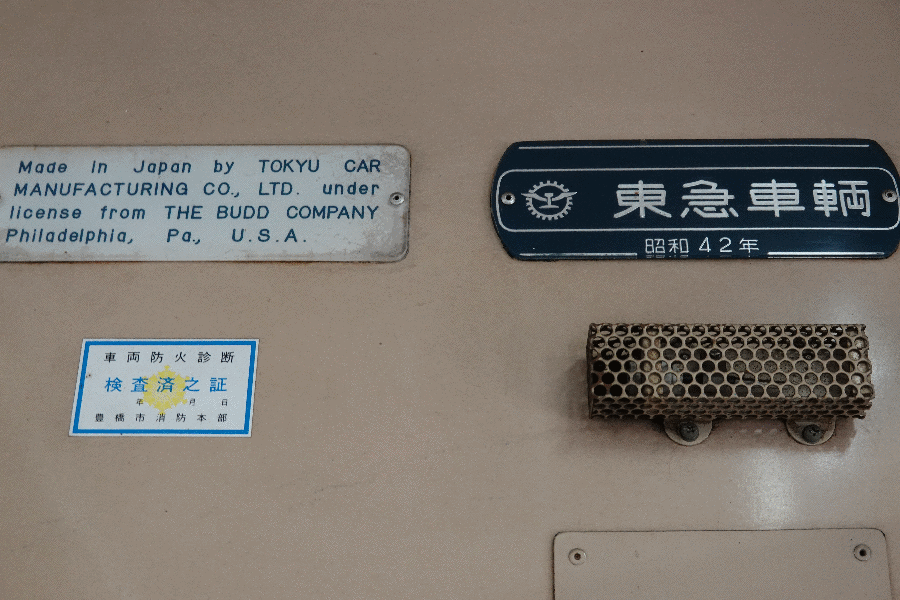 Made in Japan by TOKYU CAR
MANUFACTURING CO., LTD. under
license from THE BUDD COMPANY
Philadelphia, Pa., U.S.A.
東急車輌
昭和42年
車両防火診断
検査済之証
年 月 日
豊橋市消防本部